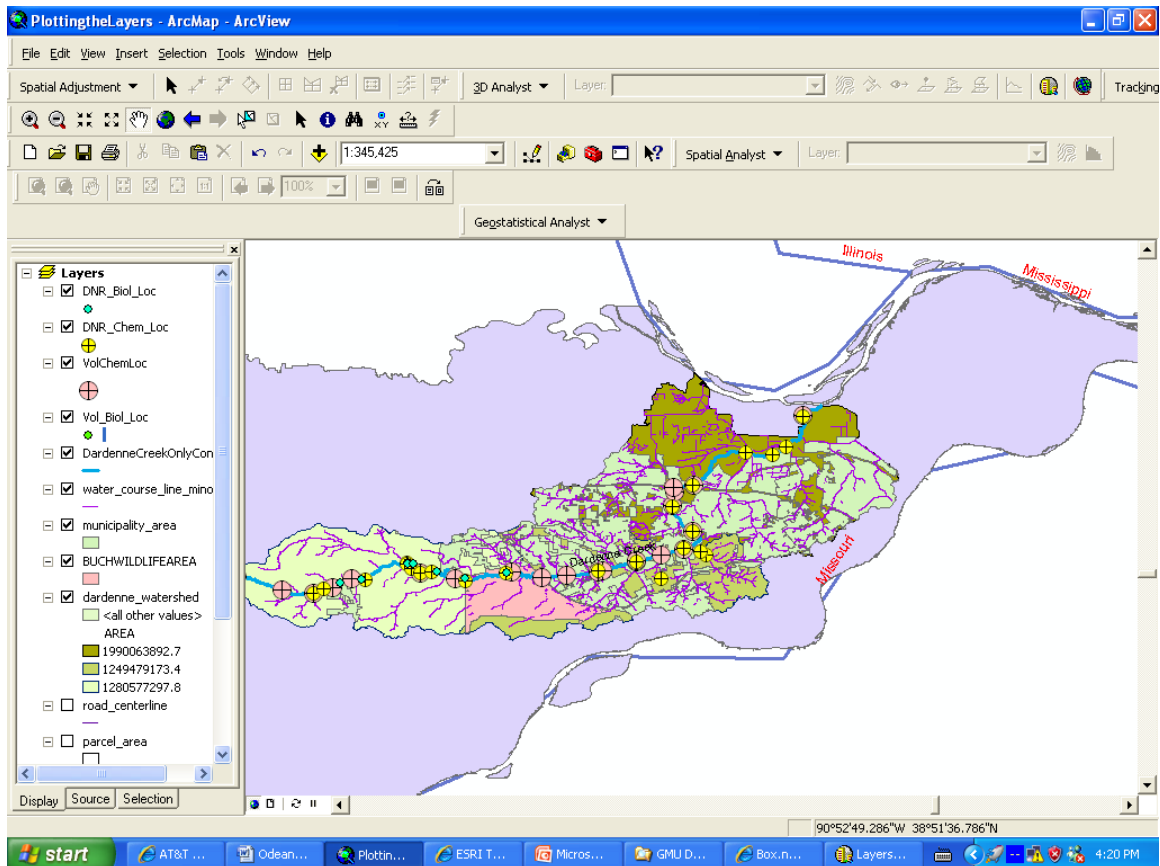 PlottingtheLayers - ArcMap - ArcView
File Edit View Insert Selection Tools Window Help
Spatial Adjustment
3D Analyst
Layer:
Tracking
1:345,425
Spatial Analyst
Layer:
100%
Geostatistical Analyst
Layers
DNR_Biol_Loc
DNR_Chem_Loc
VolChemLoc
Vol_Biol_Loc
DardenneCreekOnlyCon
water_course_line_mino
municipality_area
BUCHWILDLIFEAREA
dardenne_watershed
<all other values>
AREA
1990063892.7
1249479173.4
1280577297.8
road_centerline
parcel_area
Display Source Selection
Illinois
Mississippi
Dardenne Creek
Missouri
90°52'49.286"W 38°51'36.786"N
start
AT&T ...
Odean...
Plottin...
ESRI T...
Micros...
GMU D...
Box.n...
Layers...
4:20 PM